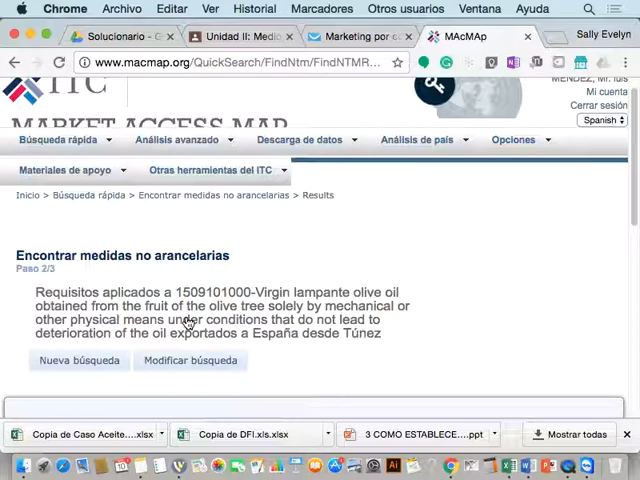 Chrome Archivo Editar Ver Historial Marcadores Otros usuarios Ventana Ayuda
Solucionario - G Unidad II: Medio Marketing por co MAcMAp Sally Evelyn
www.macmap.org/QuickSearch/FindNtm/FindNTMR...
ITC
MENDEZ, Mr. luis
Mi cuenta
Cerrar sesión
MARKET ACCESS MAP
Spanish
Búsqueda rápida Análisis avanzado Descarga de datos Análisis de país Opciones
Materiales de apoyo Otras herramientas del ITC
Inicio > Búsqueda rápida > Encontrar medidas no arancelarias > Results
Encontrar medidas no arancelarias
Paso 2/3
Requisitos aplicados a 1509101000-Virgin lampante olive oil
obtained from the fruit of the olive tree solely by mechanical or
other physical means under conditions that do not lead to
deterioration of the oil exportados a España desde Túnez
Nueva búsqueda Modificar búsqueda
Copia de Caso Aceite....xlsx Copia de DFI.xls.xlsx 3 COMO ESTABLECE....ppt Mostrar todas